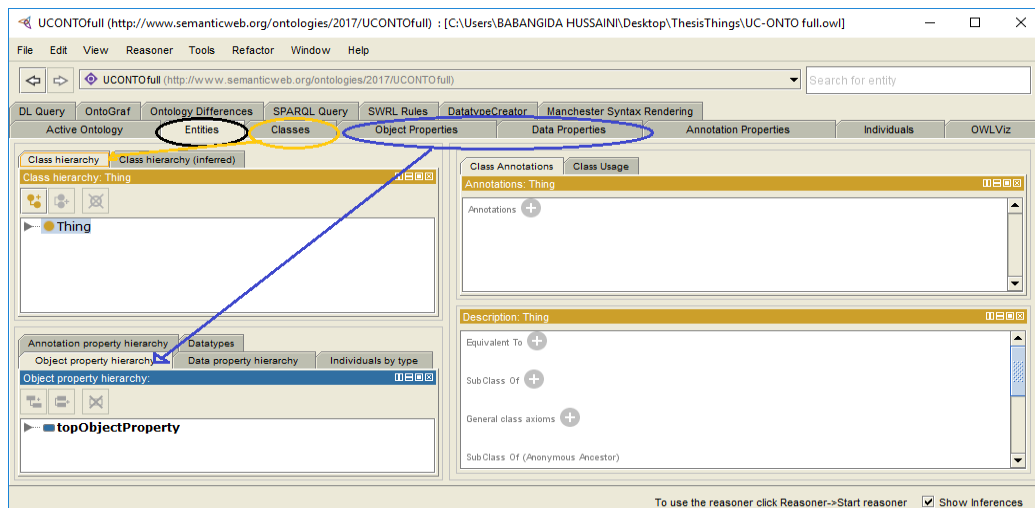 UCONTOfull (http://www.semanticweb.org/ontologies/2017/UCONTOfull) : [C:\Users\BABANGIDA HUSSAINI\Desktop\ThesisThings\UC-ONTO full.owl]
File Edit View Reasoner Tools Refactor Window Help
UCONTOfull (http://www.semanticweb.org/ontologies/2017/UCONTOfull)
Search for entity
DL Query OntoGraf Ontology Differences SPARQL Query SWRL Rules DatatypeCreator Manchester Syntax Rendering
Active Ontology Entities Classes Object Properties Data Properties Annotation Properties Individuals OWLViz
Class hierarchy Class hierarchy (inferred)
Class hierarchy: Thing
Thing
Annotation property hierarchy Datatypes
Object property hierarchy Data property hierarchy Individuals by type
Object property hierarchy:
topObjectProperty
Class Annotations Class Usage
Annotations: Thing
Annotations
Description: Thing
Equivalent To
SubClass Of
General class axioms
SubClass Of (Anonymous Ancestor)
To use the reasoner click Reasoner->Start reasoner Show Inferences